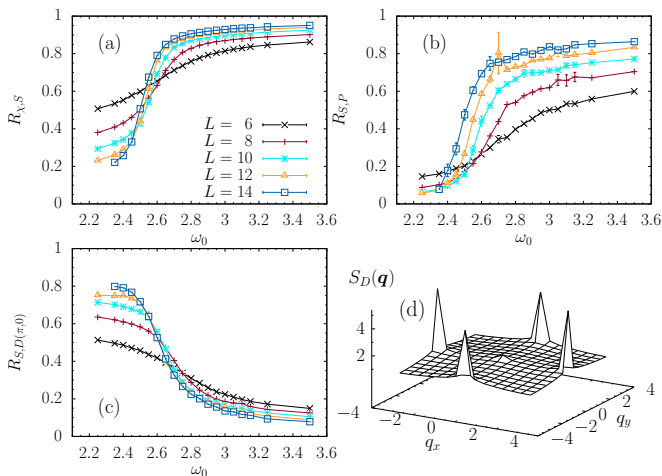 1
0.8
0.6
0.4
0.2
0
R_{χ,S}
(a)
L = 6
L = 8
L = 10
L = 12
L = 14
2.2 2.4 2.6 2.8 3 3.2 3.4 3.6
ω_0
1
0.8
0.6
0.4
0.2
0
R_{S,P}
(b)
2.2 2.4 2.6 2.8 3 3.2 3.4 3.6
ω_0
1
0.8
0.6
0.4
0.2
0
R_{S,D(π,0)}
(c)
2.2 2.4 2.6 2.8 3 3.2 3.4 3.6
ω_0
S_D(q)
(d)
4
2
−4 −2 0 2 4
q_x
−4 −2 0 2 4
q_y